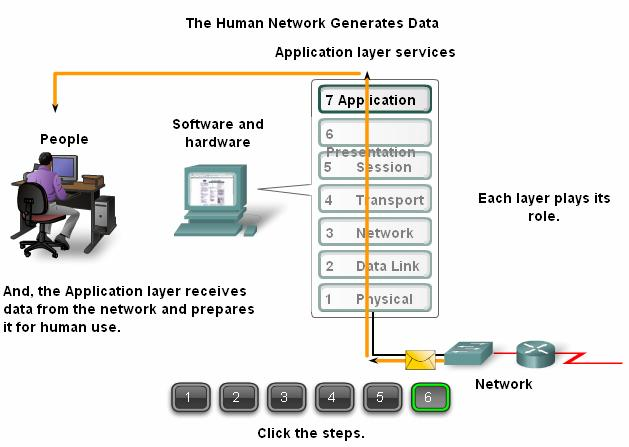 The Human Network Generates Data
Application layer services
7 Application
6
Presentation
5 Session
4 Transport
3 Network
2 Data Link
1 Physical
People
Software and
hardware
Each layer plays its
role.
And, the Application layer receives
data from the network and prepares
it for human use.
Network
1 2 3 4 5 6
Click the steps.